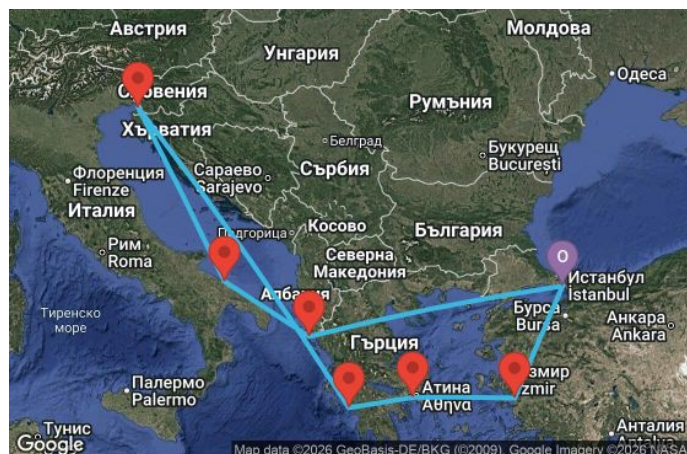 Австрия
Молдова
Унгария
Одеса
Словения
Румъния
Хърватия
Белград
Букурещ
București
Сараево
Sarajevo
Сърбия
Флоренция
Firenze
Италия
Косово
България
Подгорица
Рим
Roma
Северна
Македония
O
Истанбул
İstanbul
Албания
Бурса
Bursa
Анкара
Ankara
Тиренско
море
Гърция
Палермо
Palermo
Атина
Αθήνα
Измир
Izmir
Тунис
Анталия
Antalya
Google
Map data ©2026 GeoBasis-DE/BKG (©2009), Google Imagery ©2026 NASA